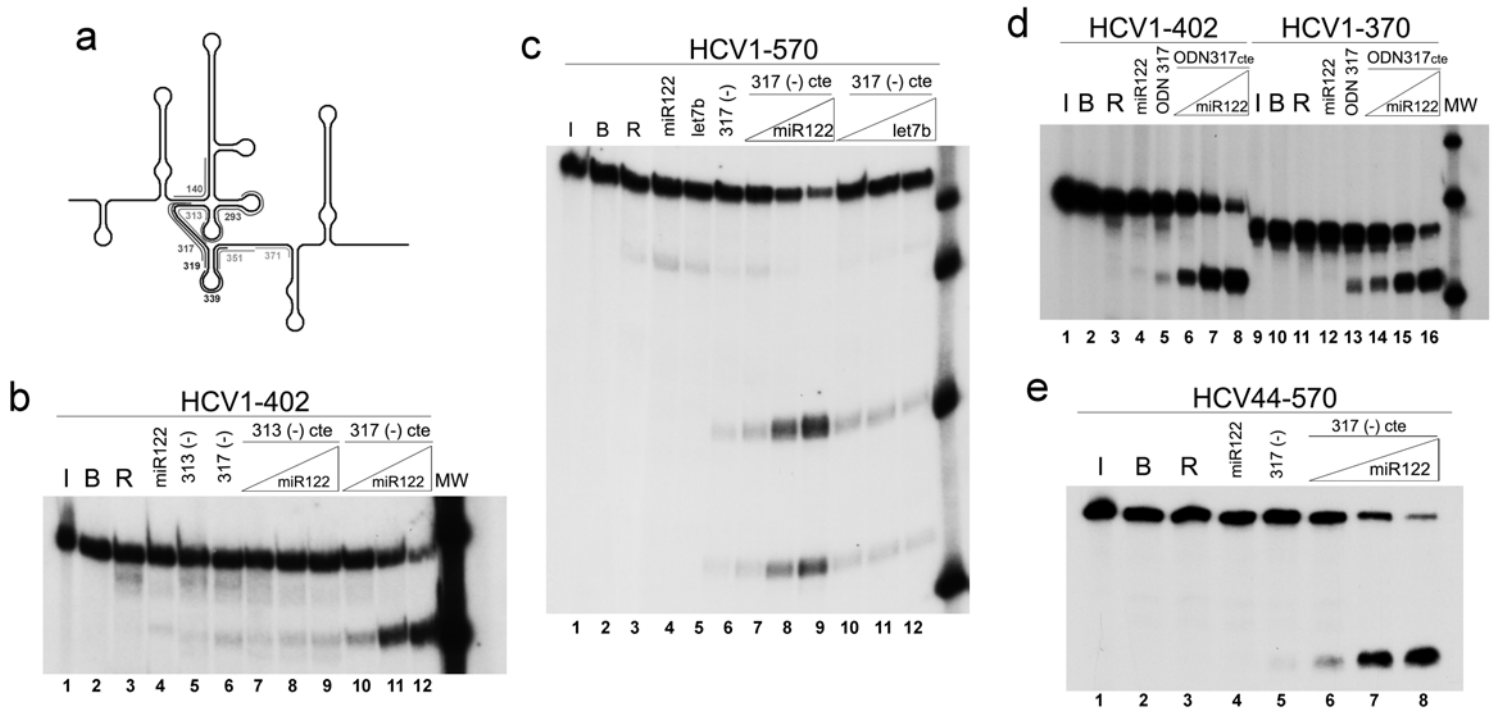 a
140
313
293
317
351
371
319
339
b
HCV1-402
313 (-) cte 317 (-) cte
I B R miR122 313 (-) 317 (-) miR122 miR122 MW
1 2 3 4 5 6 7 8 9 10 11 12
c
HCV1-570
317 (-) cte 317 (-) cte
I B R miR122 let7b 317 (-) miR122 let7b
1 2 3 4 5 6 7 8 9 10 11 12
d
HCV1-402 HCV1-370
ODN317cte ODN317cte
I B R miR122 ODN 317 miR122 I B R miR122 ODN 317 miR122 MW
1 2 3 4 5 6 7 8 9 10 11 12 13 14 15 16
e
HCV44-570
317 (-) cte
I B R miR122 317 (-) miR122
1 2 3 4 5 6 7 8